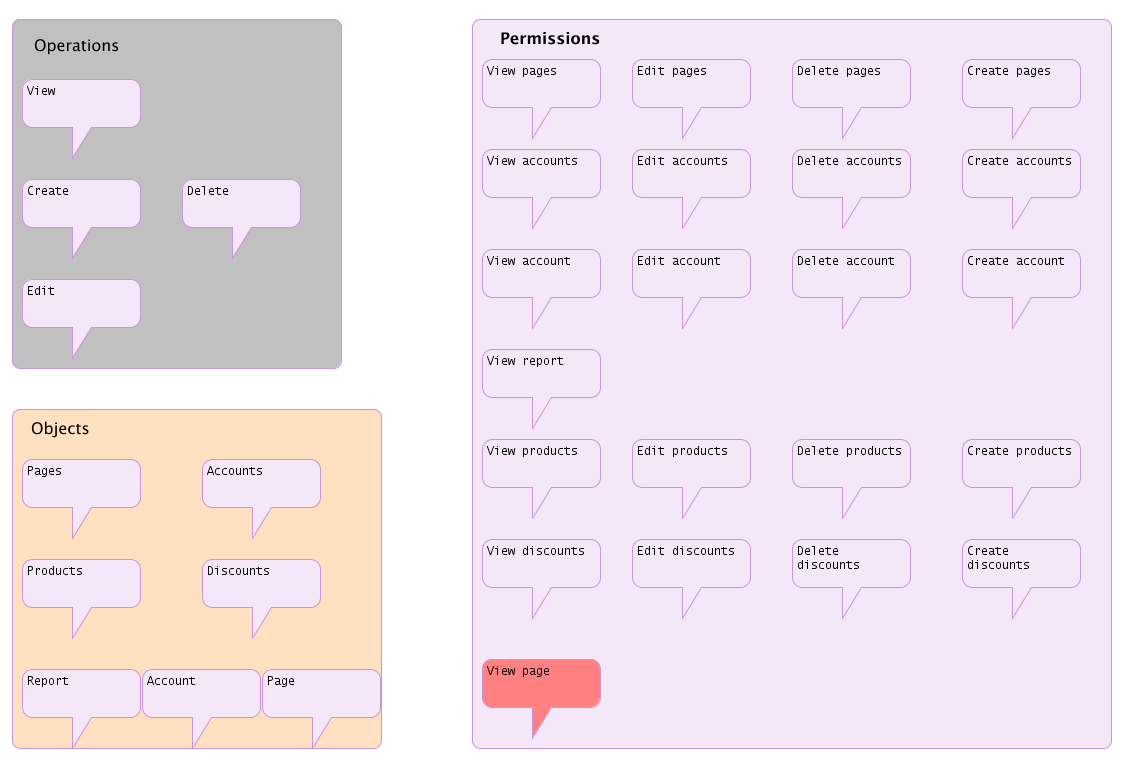 Operations
View
Create
Delete
Edit
Objects
Pages
Accounts
Products
Discounts
Report
Account
Page
Permissions
View pages
Edit pages
Delete pages
Create pages
View accounts
Edit accounts
Delete accounts
Create accounts
View account
Edit account
Delete account
Create account
View report
View products
Edit products
Delete products
Create products
View discounts
Edit discounts
Delete
discounts
Create
discounts
View page